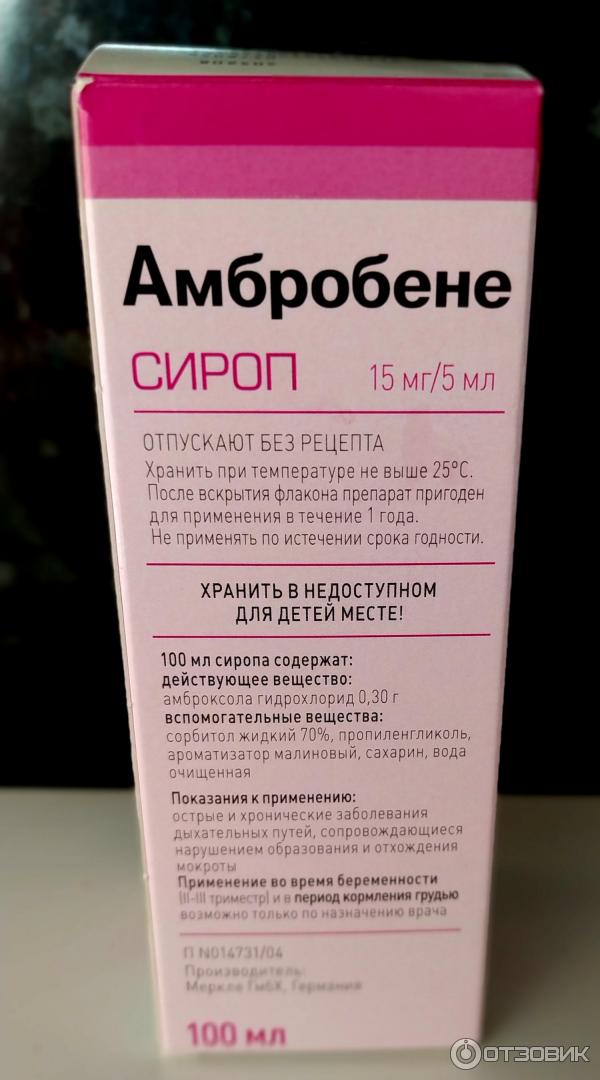 Амбробене
СИРОП 15 мг/5 мл
ОТПУСКАЮТ БЕЗ РЕЦЕПТА
Хранить при температуре не выше 25°С.
После вскрытия флакона препарат пригоден
для применения в течение 1 года.
Не применять по истечении срока годности.
ХРАНИТЬ В НЕДОСТУПНОМ
ДЛЯ ДЕТЕЙ МЕСТЕ!
100 мл сиропа содержат:
действующее вещество:
амброксола гидрохлорид 0,30 г
вспомогательные вещества:
сорбитол жидкий 70%, пропиленгликоль,
ароматизатор малиновый, сахарин, вода
очищенная
Показания к применению:
острые и хронические заболевания
дыхательных путей, сопровождающиеся
нарушением образования и отхождения
мокроты
Применение во время беременности
(II-III триместр) и в период кормления грудью
возможно только по назначению врача
П N014731/04
Производитель:
Меркле ГмбХ, Германия
100 мл
ОТЗОВИК